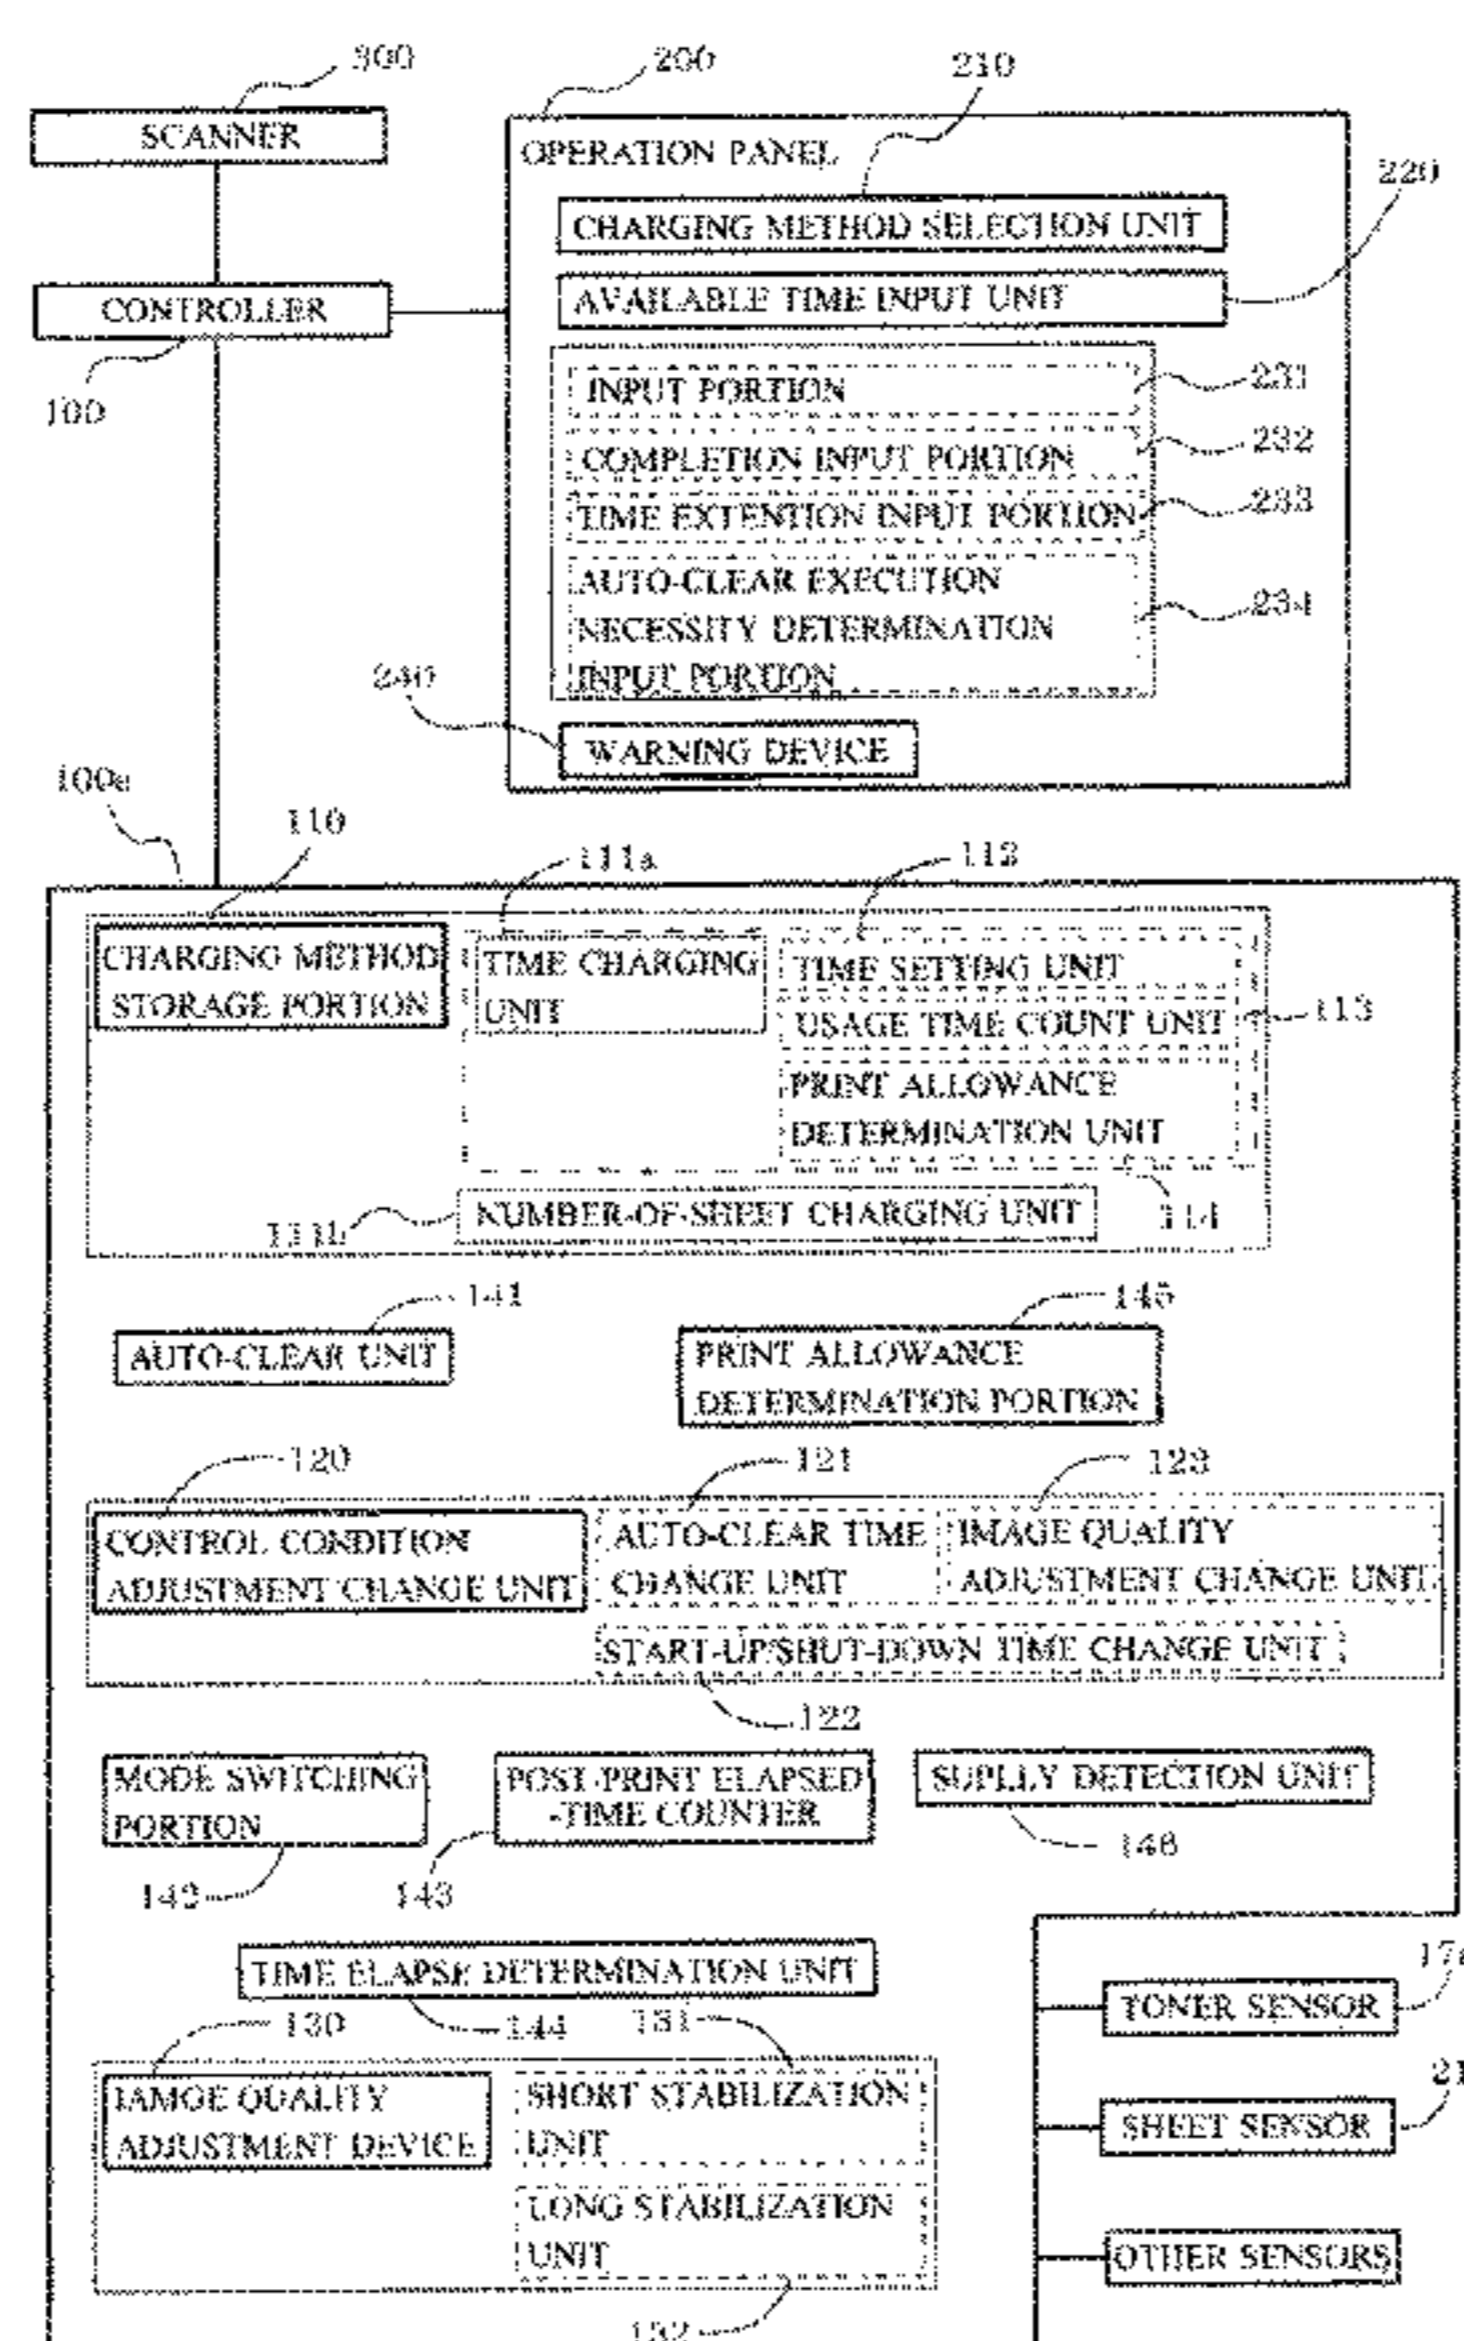 300
200
210
SCANNER
OPERATION PANEL
220
CHARGING METHOD SELECTION UNIT
CONTROLLER
AVAILABLE TIME INPUT UNIT
100
INPUT PORTION
231
COMPLETION INPUT PORTION
232
TIME EXTENTION INPUT PORTION
233
AUTO-CLEAR EXECUTION
NECESSITY DETERMINATION
INPUT PORTION
234
240
WARNING DEVICE
100a
110
111a
112
CHARGING METHOD
STORAGE PORTION
TIME CHARGING
UNIT
TIME SETTING UNIT
USAGE TIME COUNT UNIT
113
PRINT ALLOWANCE
DETERMINATION UNIT
111b
NUMBER-OF-SHEET CHARGING UNIT
114
141
145
AUTO-CLEAR UNIT
PRINT ALLOWANCE
DETERMINATION PORTION
120
121
123
CONTROL CONDITION
ADJUSTMENT CHANGE UNIT
AUTO-CLEAR TIME
CHANGE UNIT
IMAGE QUALITY
ADJUSTMENT CHANGE UNIT
START-UP/SHUT-DOWN TIME CHANGE UNIT
122
MODE SWITCHING
PORTION
POST-PRINT ELAPSED
-TIME COUNTER
SUPLLY DETECTION UNIT
142
143
146
TIME ELAPSE DETERMINATION UNIT
130
144
131
TONER SENSOR
IAMGE QUALITY
ADJUSTMENT DEVICE
SHORT STABILIZATION
UNIT
SHEET SENSOR
LONG STABILIZATION
UNIT
OTHER SENSORS
132